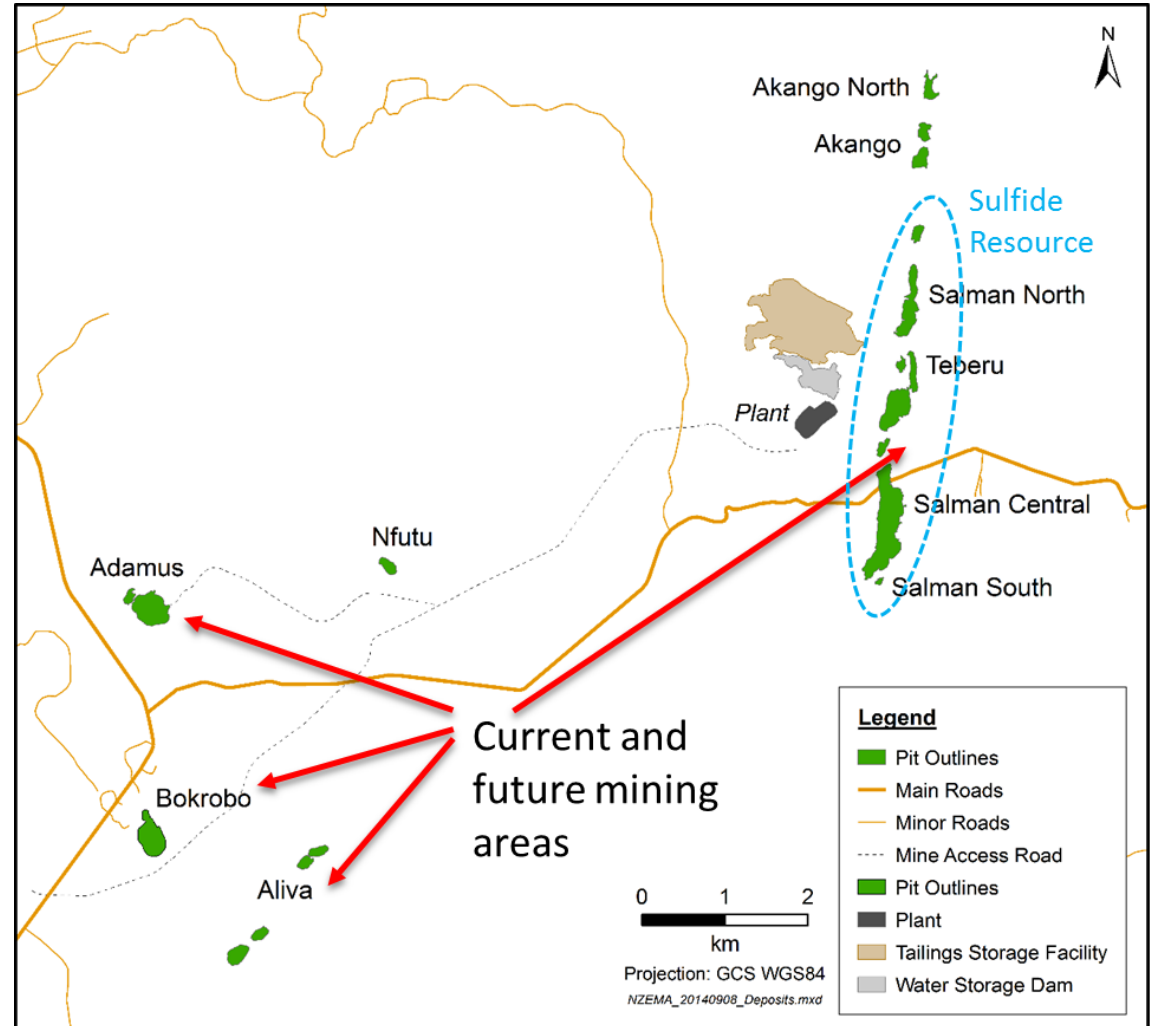 N
Akango North
Akango
Sulfide
Resource
Salman North
Teberu
Plant
Salman Central
Nfutu
Adamus
Salman South
Current and
future mining
areas
Bokrobo
Aliva
0 1 2
km
Projection: GCS WGS84
NZEMA_20140908_Deposits.mxd
Legend
Pit Outlines
Main Roads
Minor Roads
Mine Access Road
Pit Outlines
Plant
Tailings Storage Facility
Water Storage Dam